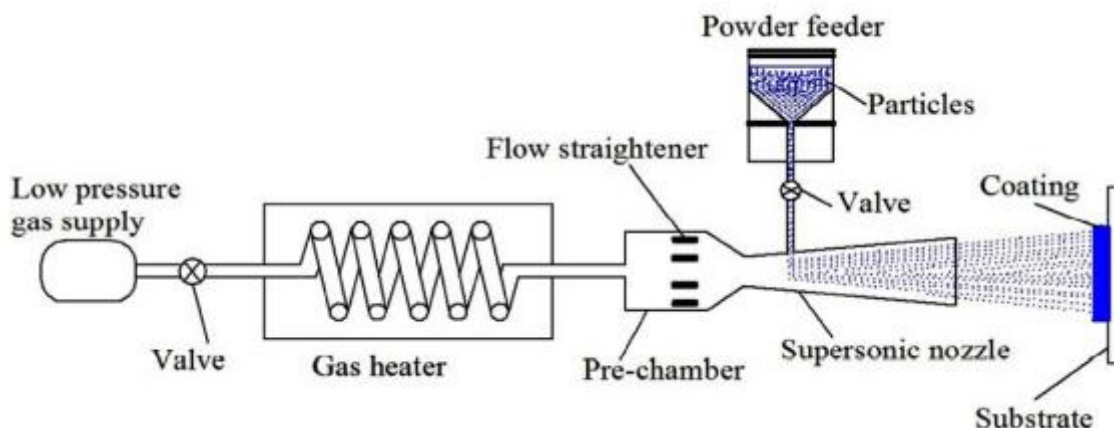 Powder feeder
Particles
Flow straightener
Low pressure
gas supply
Coating
Valve
Valve
Gas heater
Pre-chamber
Supersonic nozzle
Substrate